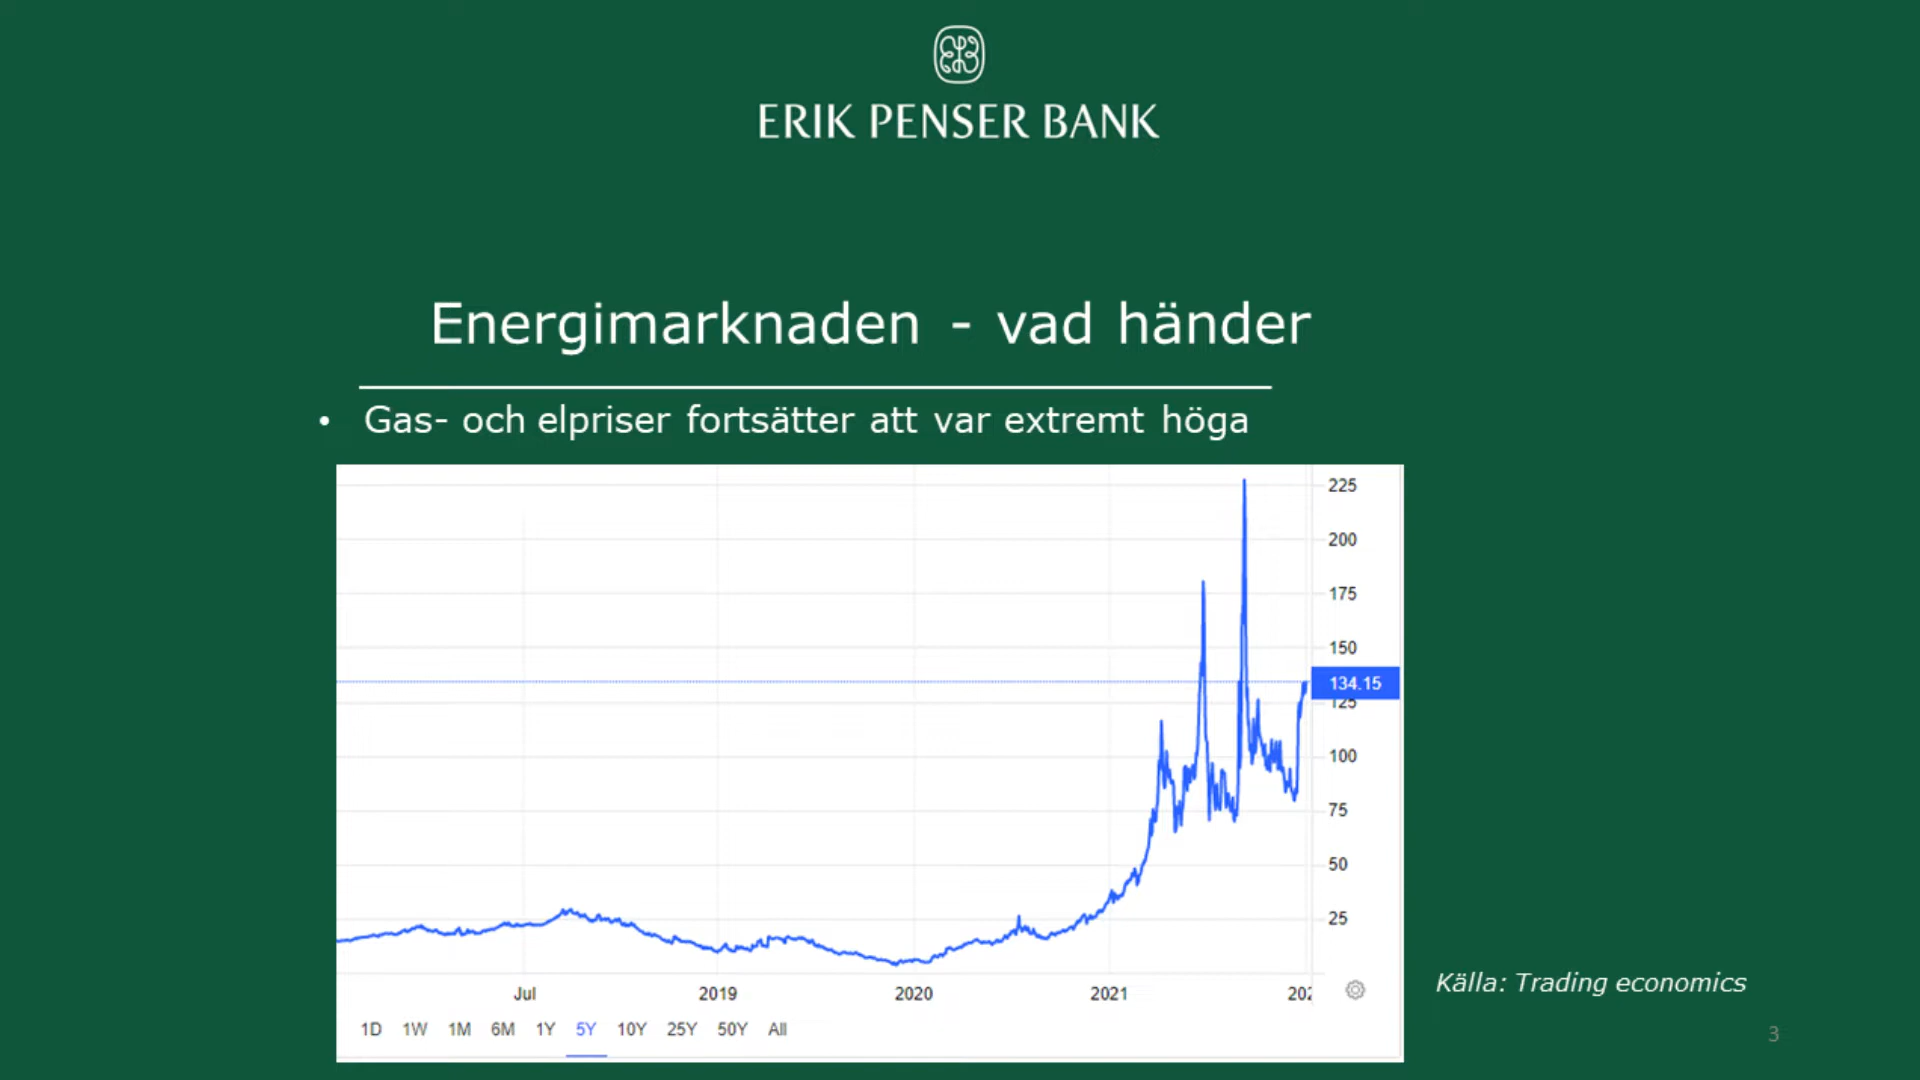 ERIK PENSER BANK
Energimarknaden - vad händer
• Gas- och elpriser fortsätter att var extremt höga
225
200
175
150
134.15
125
100
75
50
25
Jul 2019 2020 2021 202
1D 1W 1M 6M 1Y 5Y 10Y 25Y 50Y All
Källa: Trading economics
3